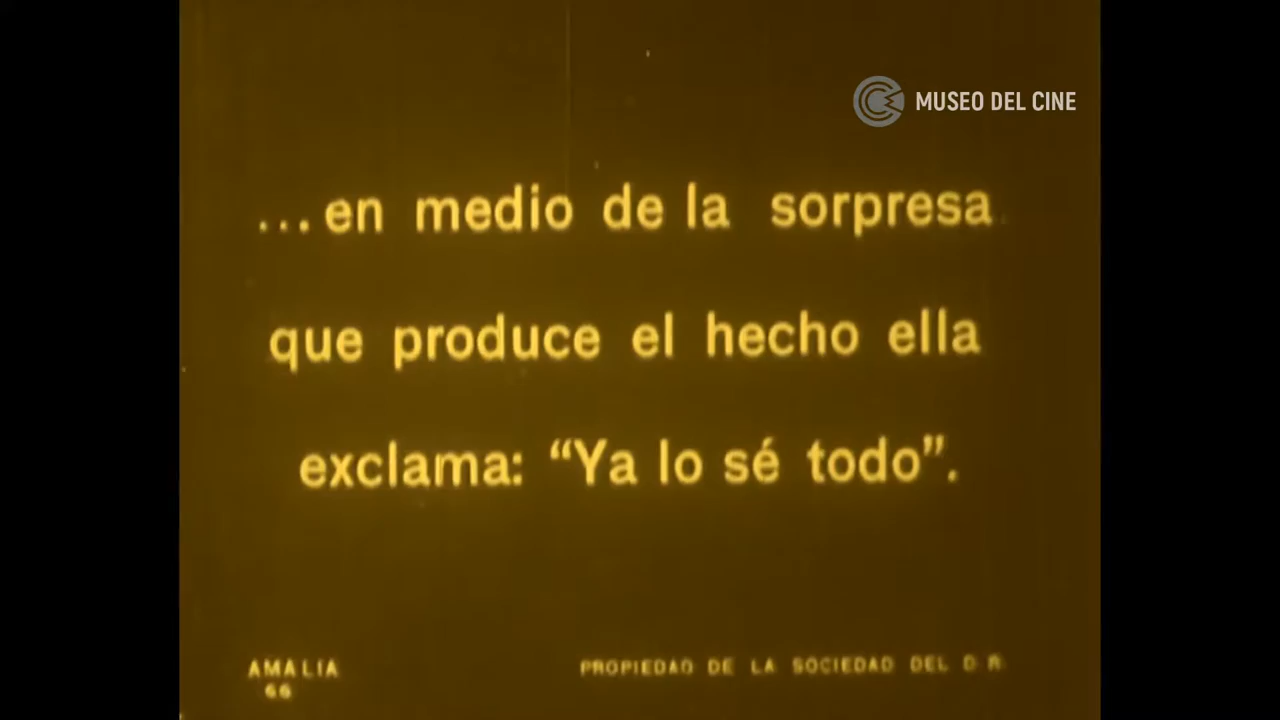 MUSEO DEL CINE
...en medio de la sorpresa
que produce el hecho ella
exclama: “Ya lo sé todo”.
AMALIA
66
PROPIEDAD DE LA SOCIEDAD DEL D R